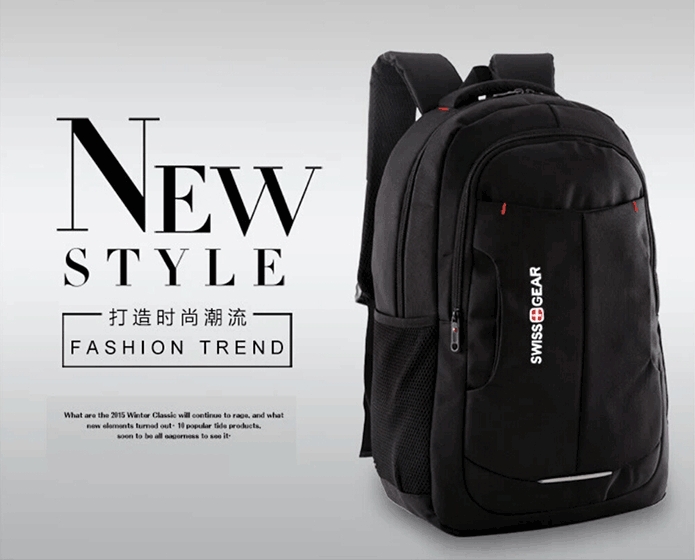 NEW
STYLE
打造时尚潮流
FASHION TREND
What are the 2015 Winter Classic will continue to rage, and what
new elements turned out· 10 popular tide products,
soon to be all eagerness to see it·
SWISS GEAR